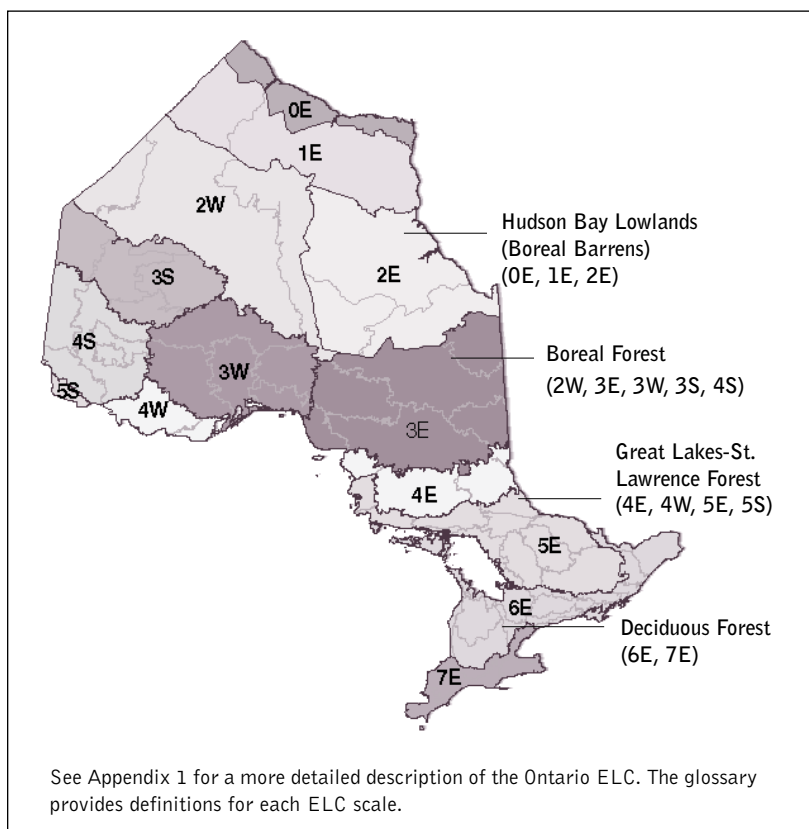 0E
1E
2W
Hudson Bay Lowlands
(Boreal Barrens)
(0E, 1E, 2E)
2E
3S
4S
Boreal Forest
(2W, 3E, 3W, 3S, 4S)
3W
5S
4W
3E
Great Lakes-St.
Lawrence Forest
(4E, 4W, 5E, 5S)
4E
5E
6E
Deciduous Forest
(6E, 7E)
7E
See Appendix 1 for a more detailed description of the Ontario ELC. The glossary
provides definitions for each ELC scale.